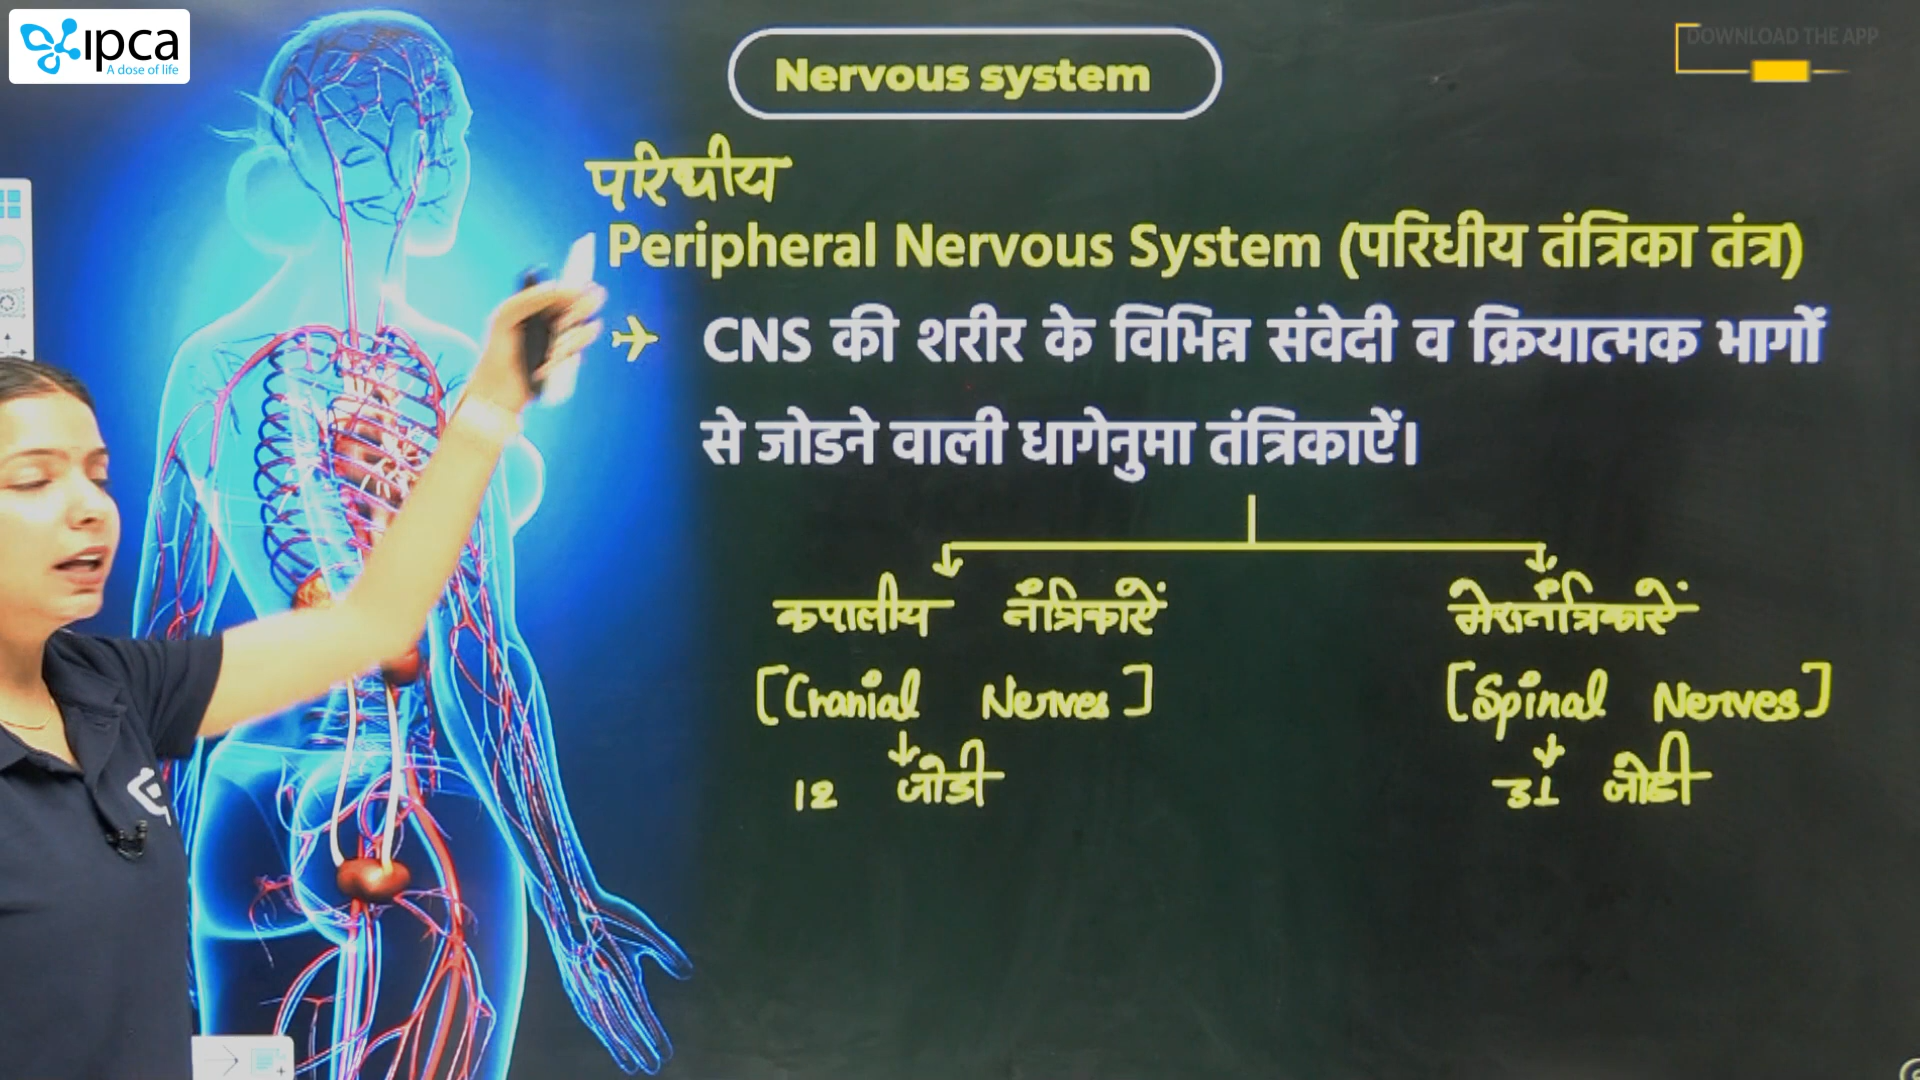 ipca
A dose of life
DOWNLOAD THE APP
Nervous system
परिधीय
Peripheral Nervous System (परिधीय तंत्रिका तंत्र)
CNS की शरीर के विभिन्न संवेदी व क्रियात्मक भागों
से जोडने वाली धागेनुमा तंत्रिकाऐं।
कपालीय तंत्रिकाऐं मेरुतंत्रिकाऐं
[Cranial Nerves] [Spinal Nerves]
12 जोडी 31 जोडी